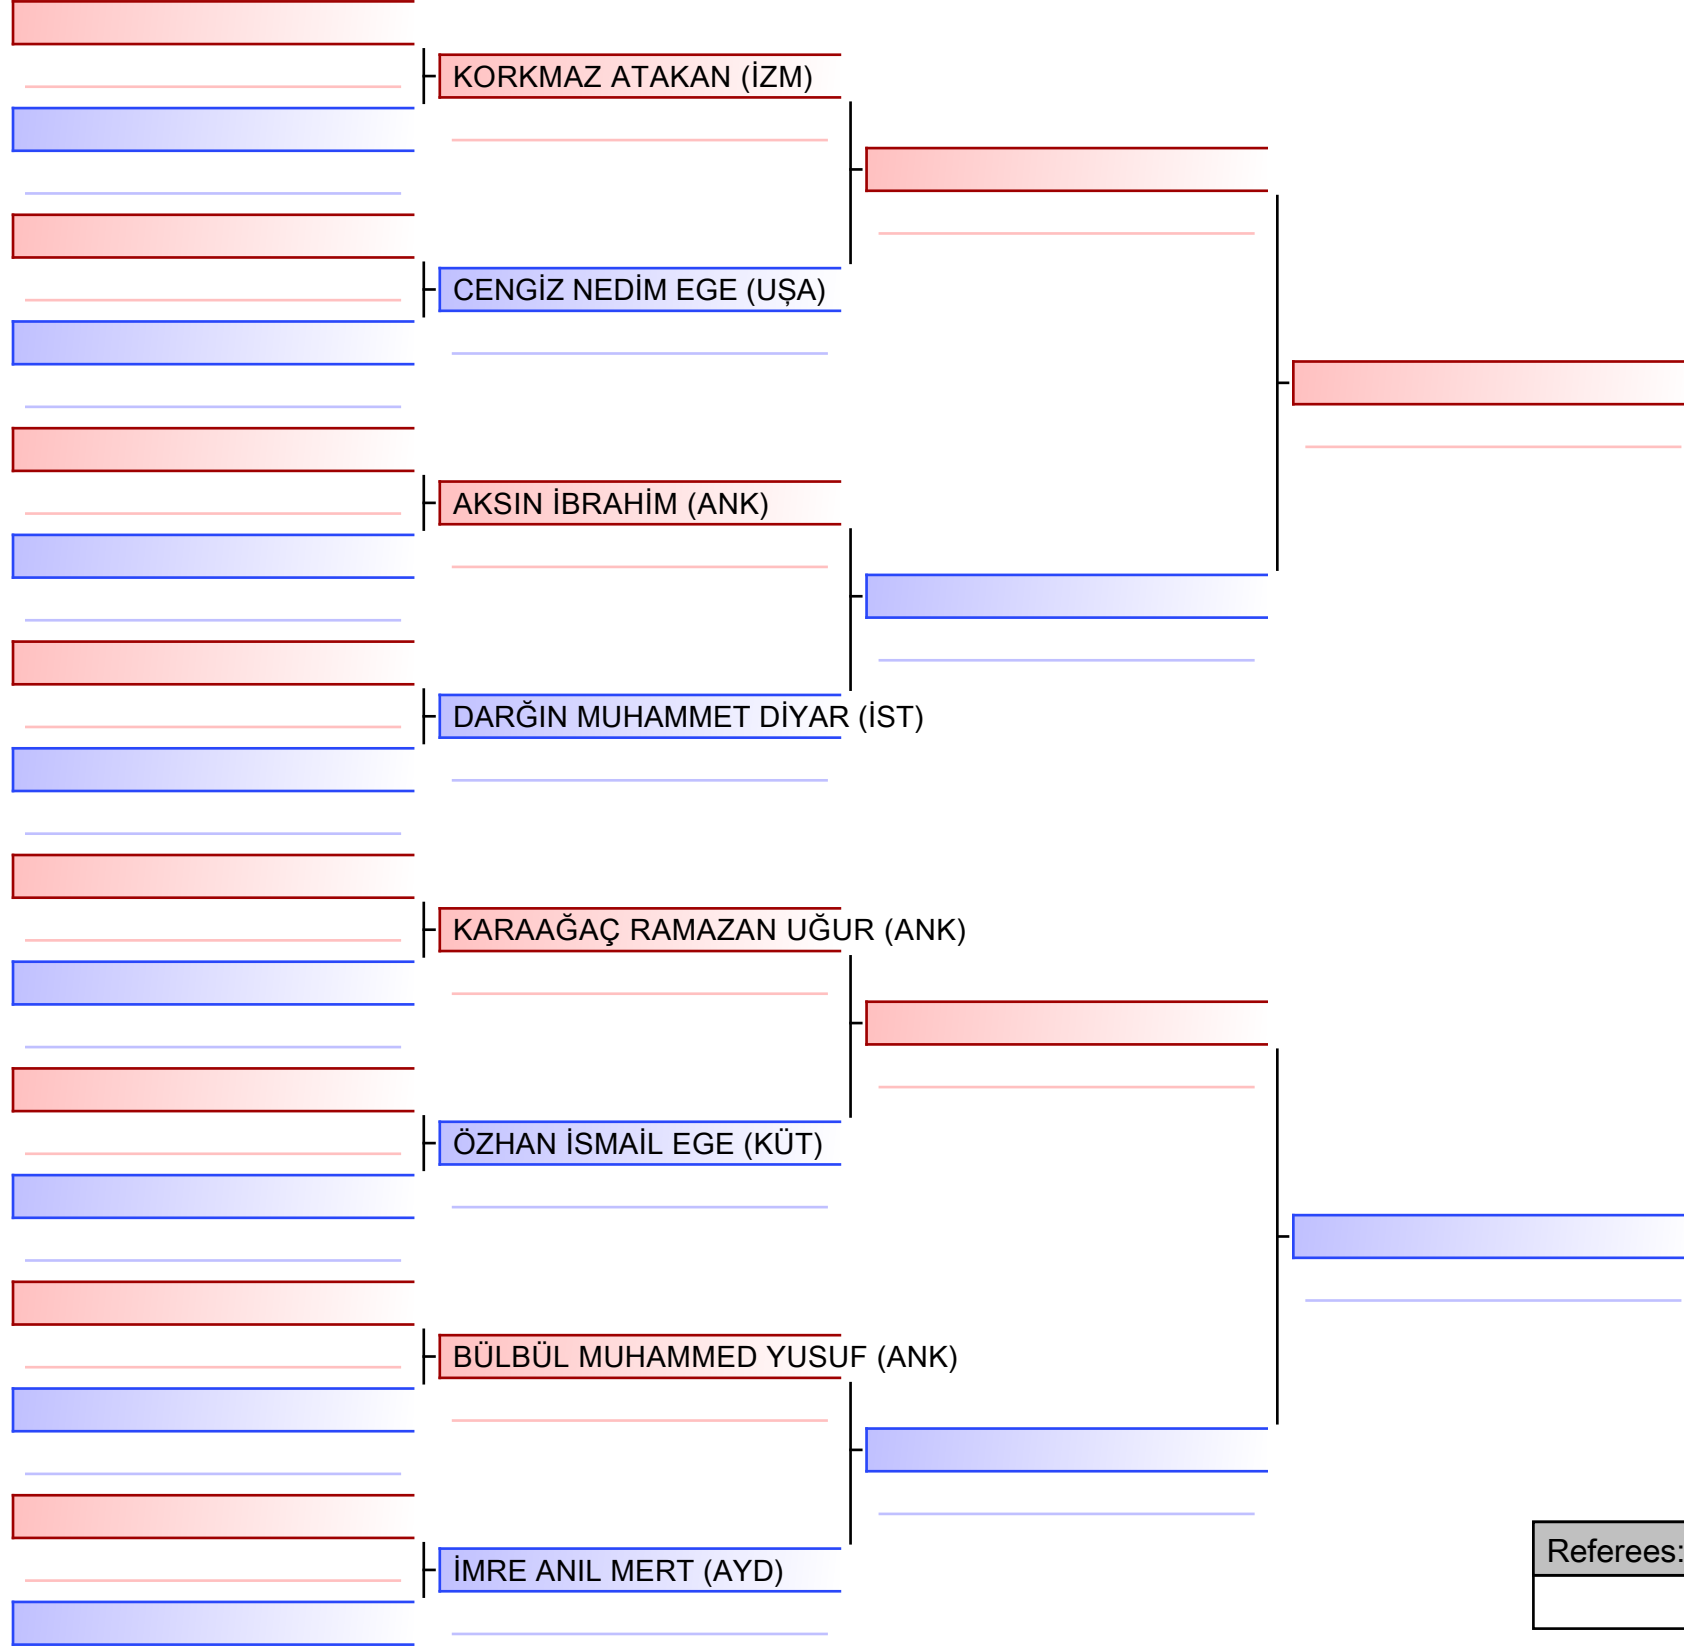 KORKMAZ ATAKAN (İZM)
CENGİZ NEDİM EGE (UŞA)
AKSIN İBRAHİM (ANK)
DARĞIN MUHAMMET DİYAR (İST)
KARAAĞAÇ RAMAZAN UĞUR (ANK)
ÖZHAN İSMAİL EGE (KÜT)
BÜLBÜL MUHAMMED YUSUF (ANK)
İMRE ANIL MERT (AYD)
Referees: